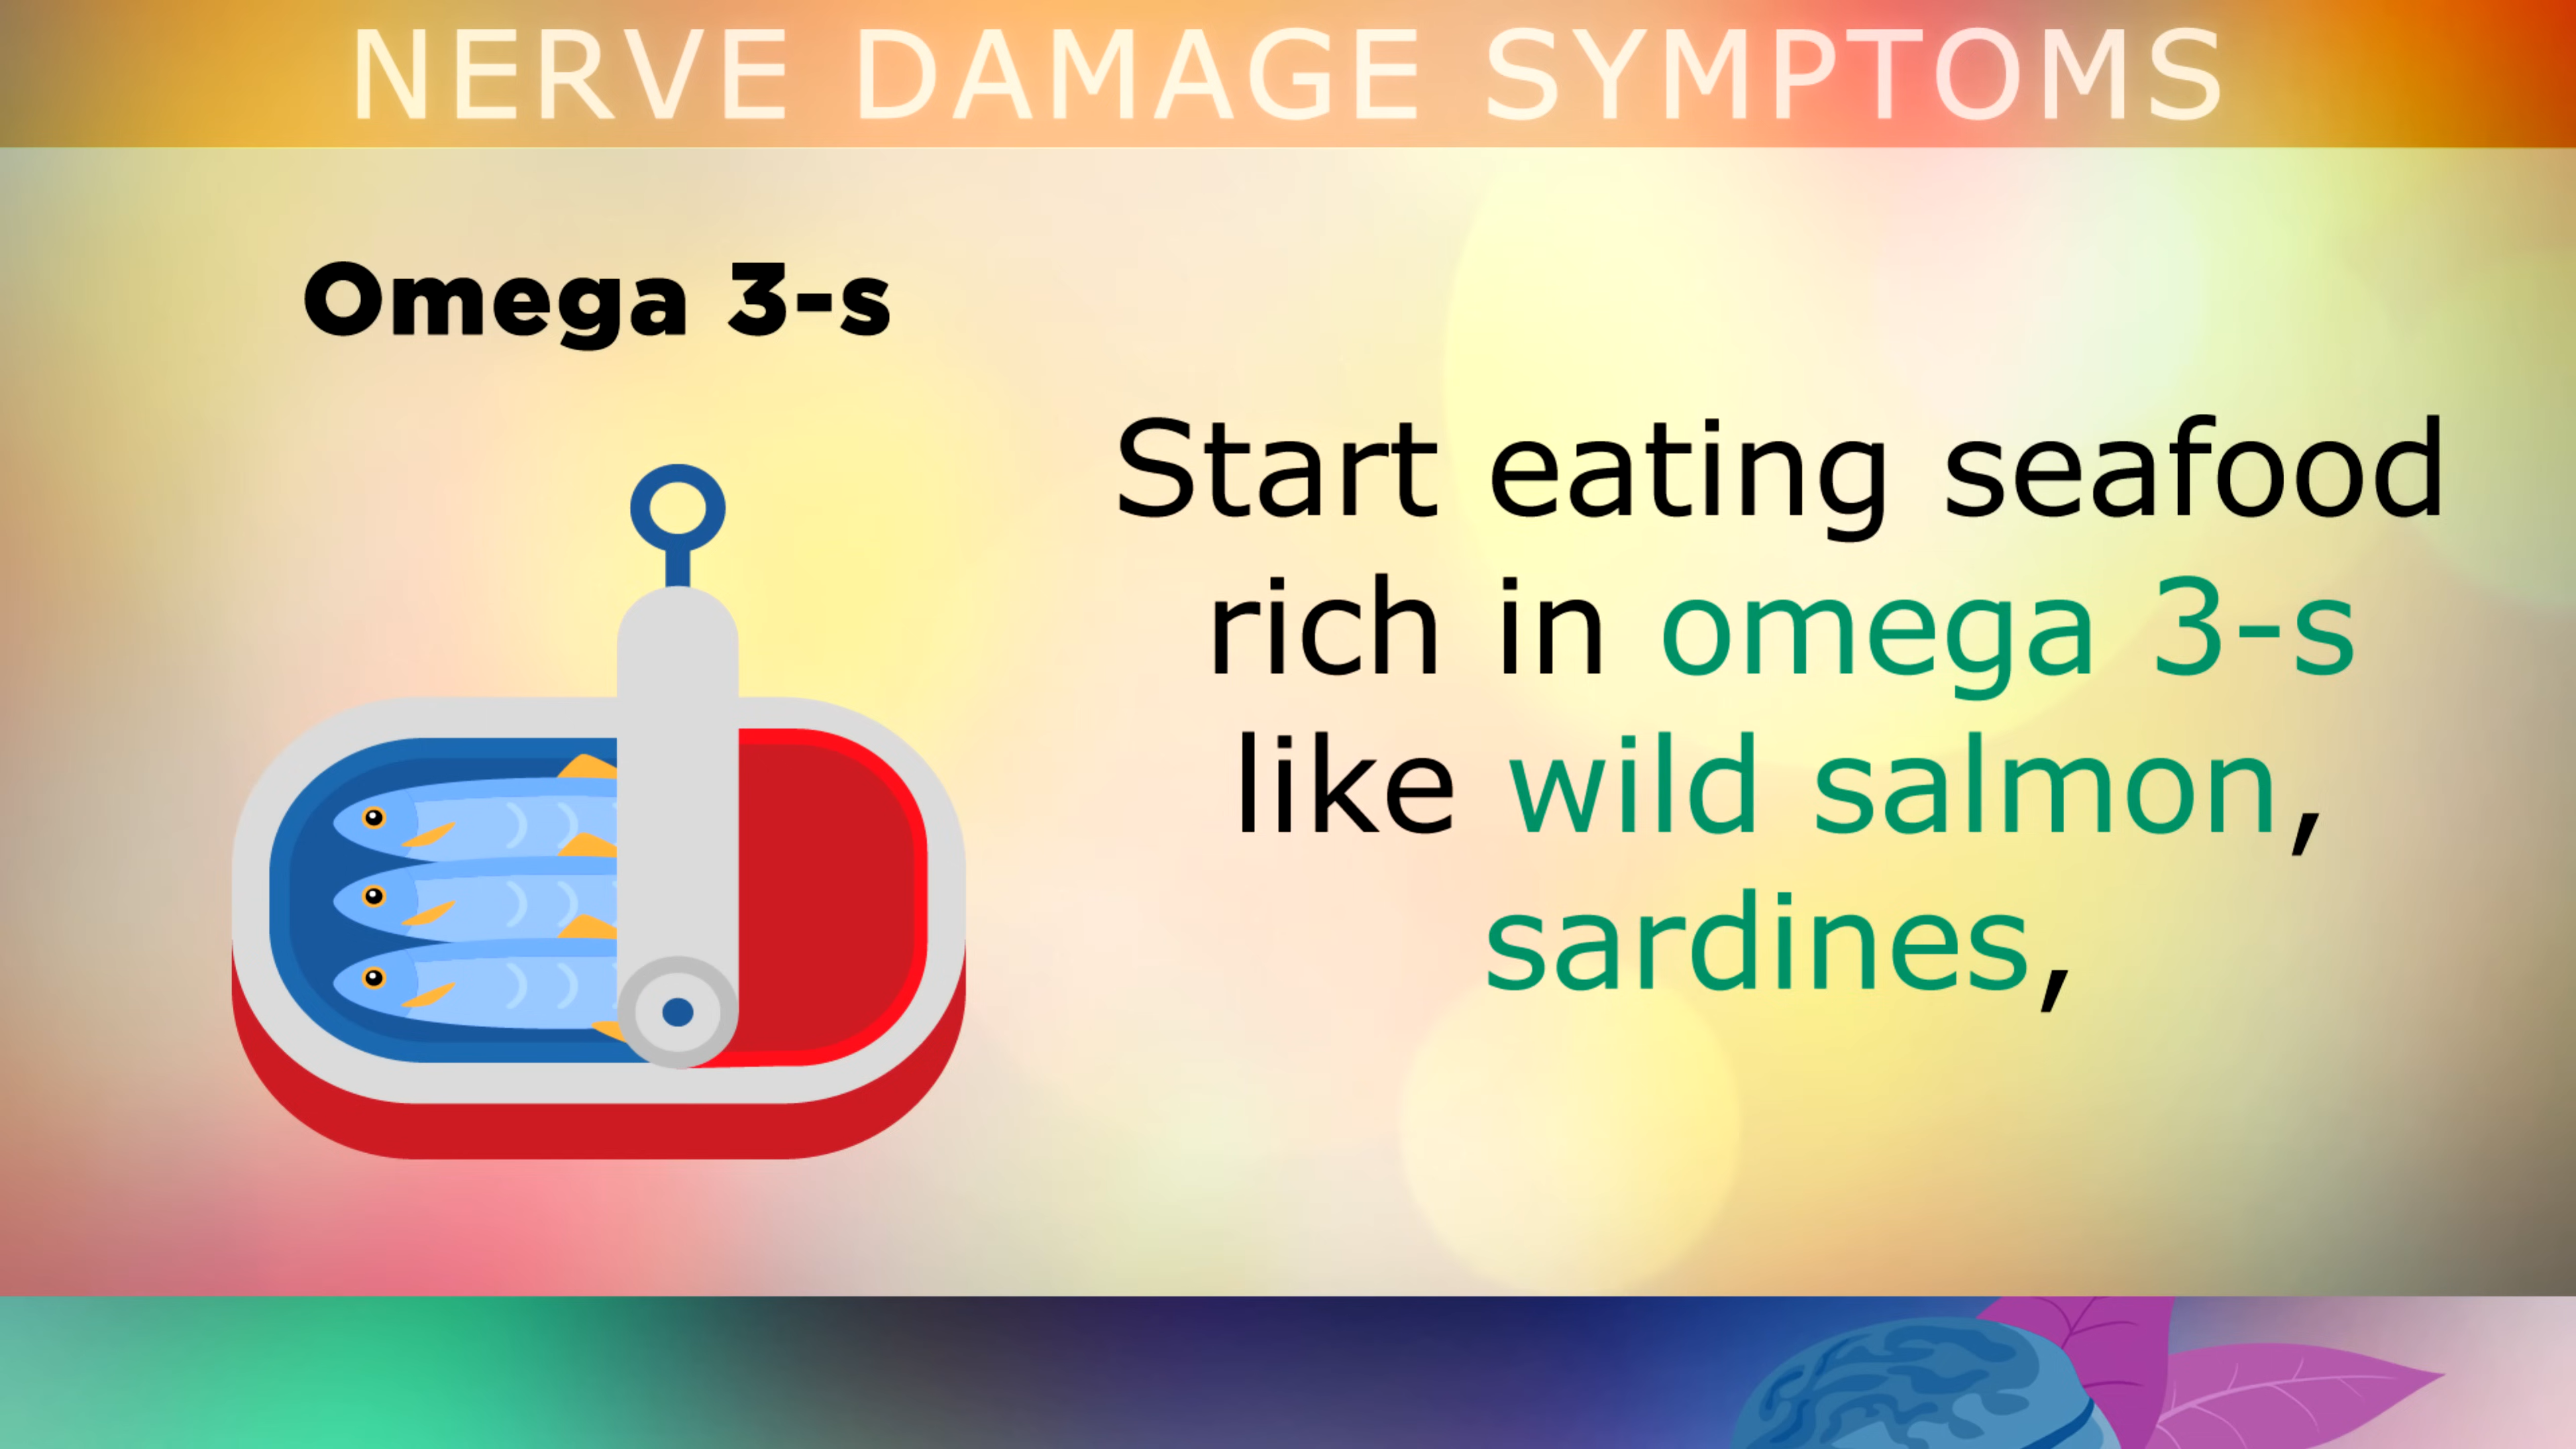 NERVE DAMAGE SYMPTOMS
Omega 3-s
Start eating seafood
rich in omega 3-s
like wild salmon,
sardines,